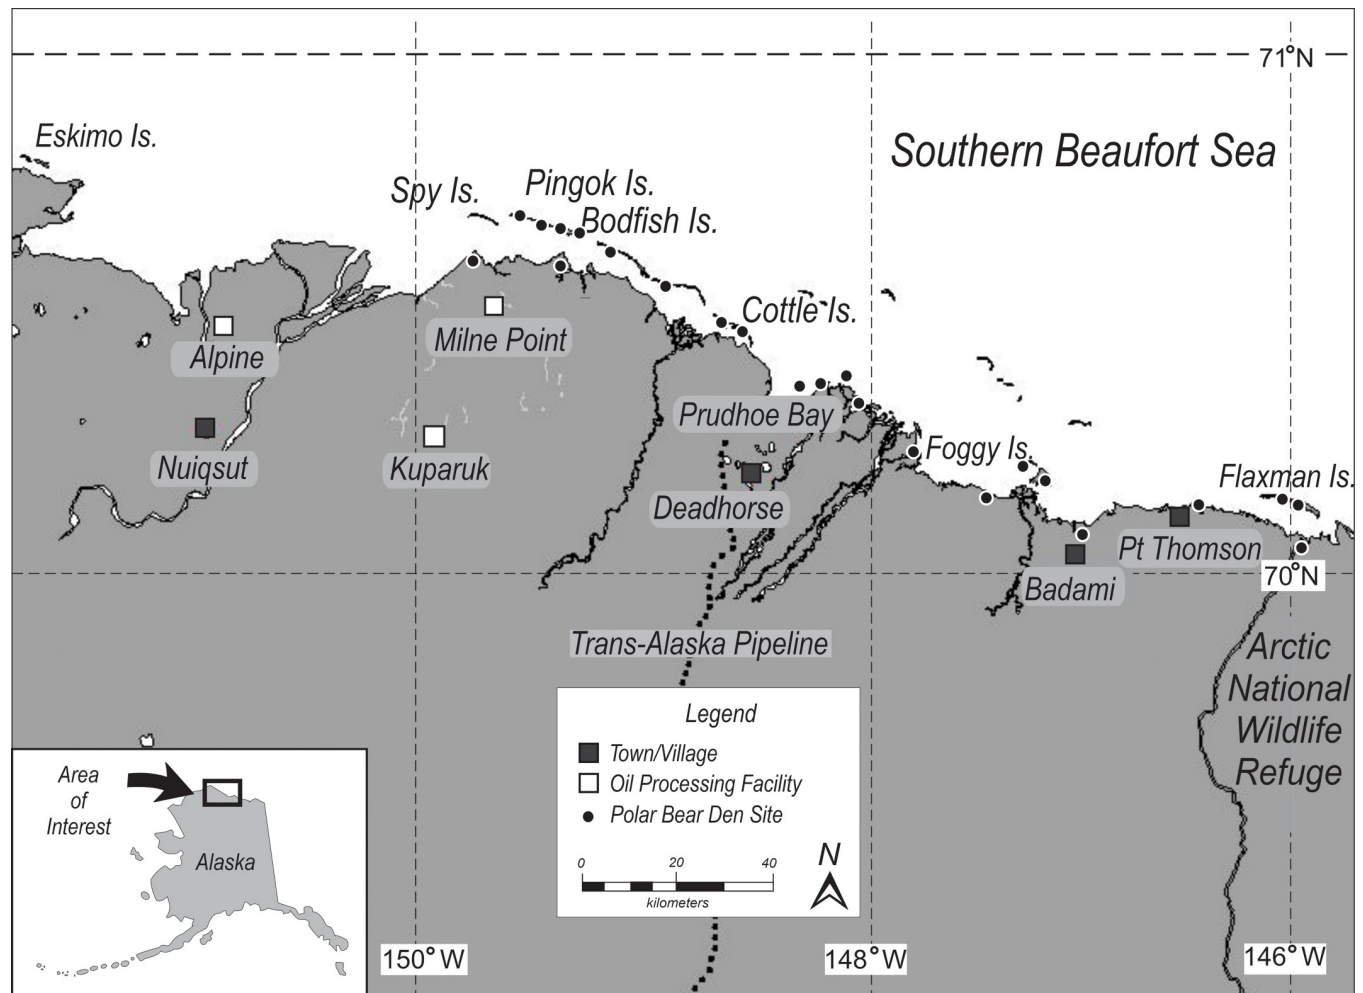 71°N
Eskimo Is.
Southern Beaufort Sea
Spy Is.
Pingok Is.
Bodfish Is.
Cottle Is.
Milne Point
Alpine
Prudhoe Bay
Foggy Is.
Nuiqsut
Kuparuk
Flaxman Is.
Deadhorse
Pt Thomson
Badami
70°N
Trans-Alaska Pipeline
Arctic
National
Wildlife
Refuge
Legend
Town/Village
Oil Processing Facility
Polar Bear Den Site
0 20 40
kilometers
N
Area
of
Interest
Alaska
150°W
148°W
146°W